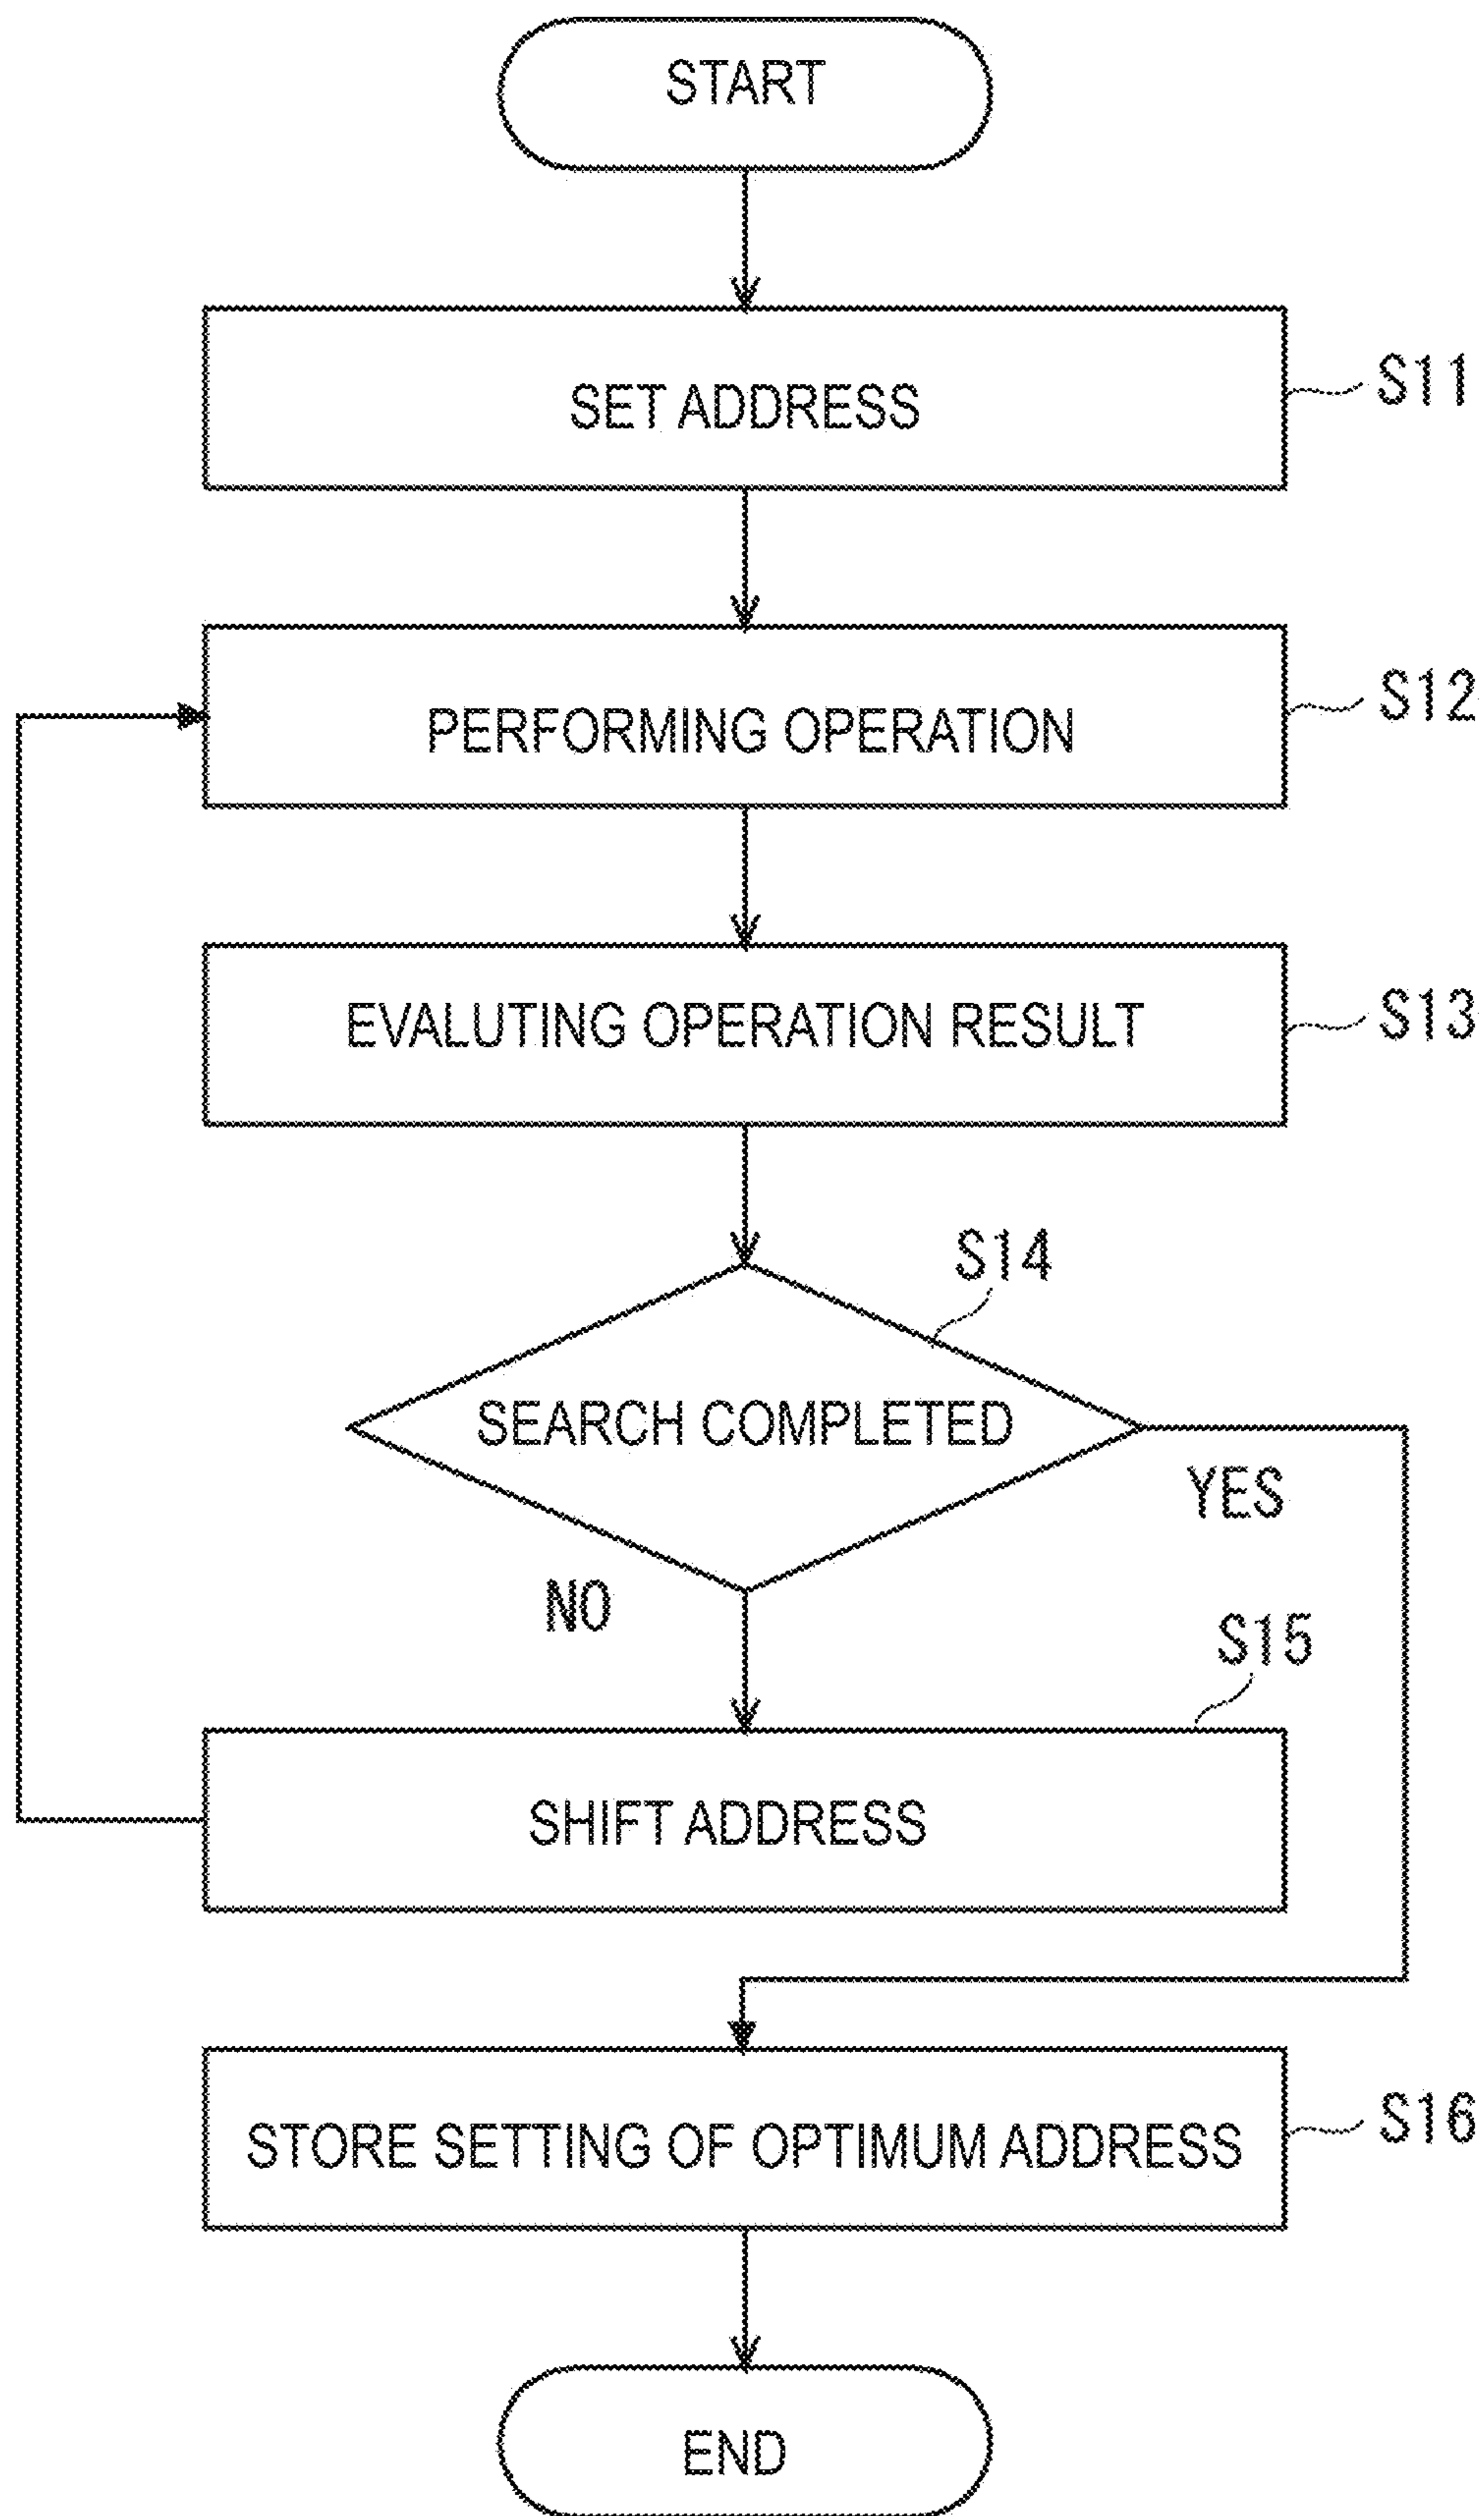 START
SET ADDRESS
S11
PERFORMING OPERATION
S12
EVALUTING OPERATION RESULT
S13
S14
SEARCH COMPLETED
YES
NO
S15
SHIFT ADDRESS
STORE SETTING OF OPTIMUM ADDRESS
S16
END